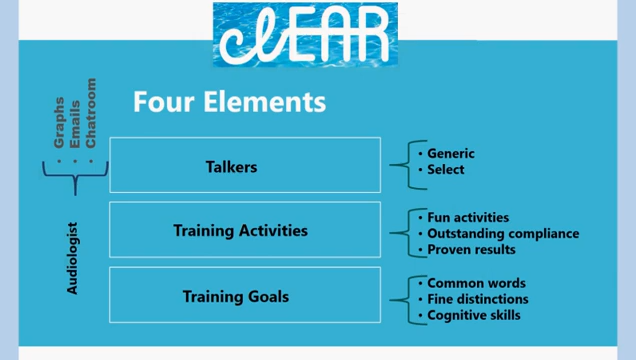 clEAR
Four Elements
• Graphs
• Emails
• Chatroom
Audiologist
Talkers
• Generic
• Select
Training Activities
• Fun activities
• Outstanding compliance
• Proven results
Training Goals
• Common words
• Fine distinctions
• Cognitive skills